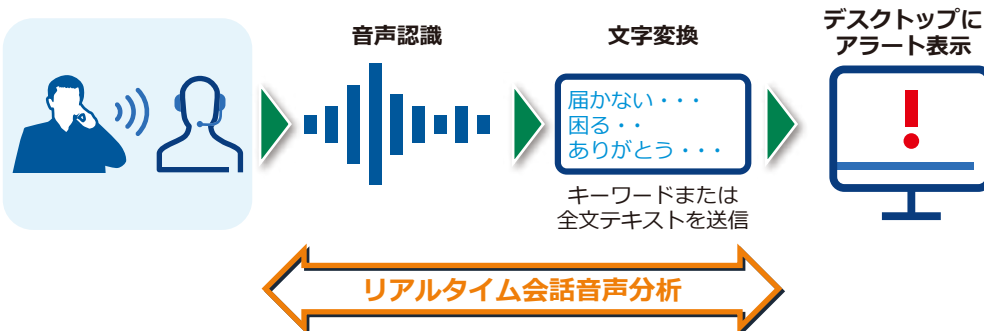 音声認識
文字変換
デスクトップに
アラート表示
届かない・・・
困る・・
ありがとう・・・
キーワードまたは
全文テキストを送信
リアルタイム会話音声分析